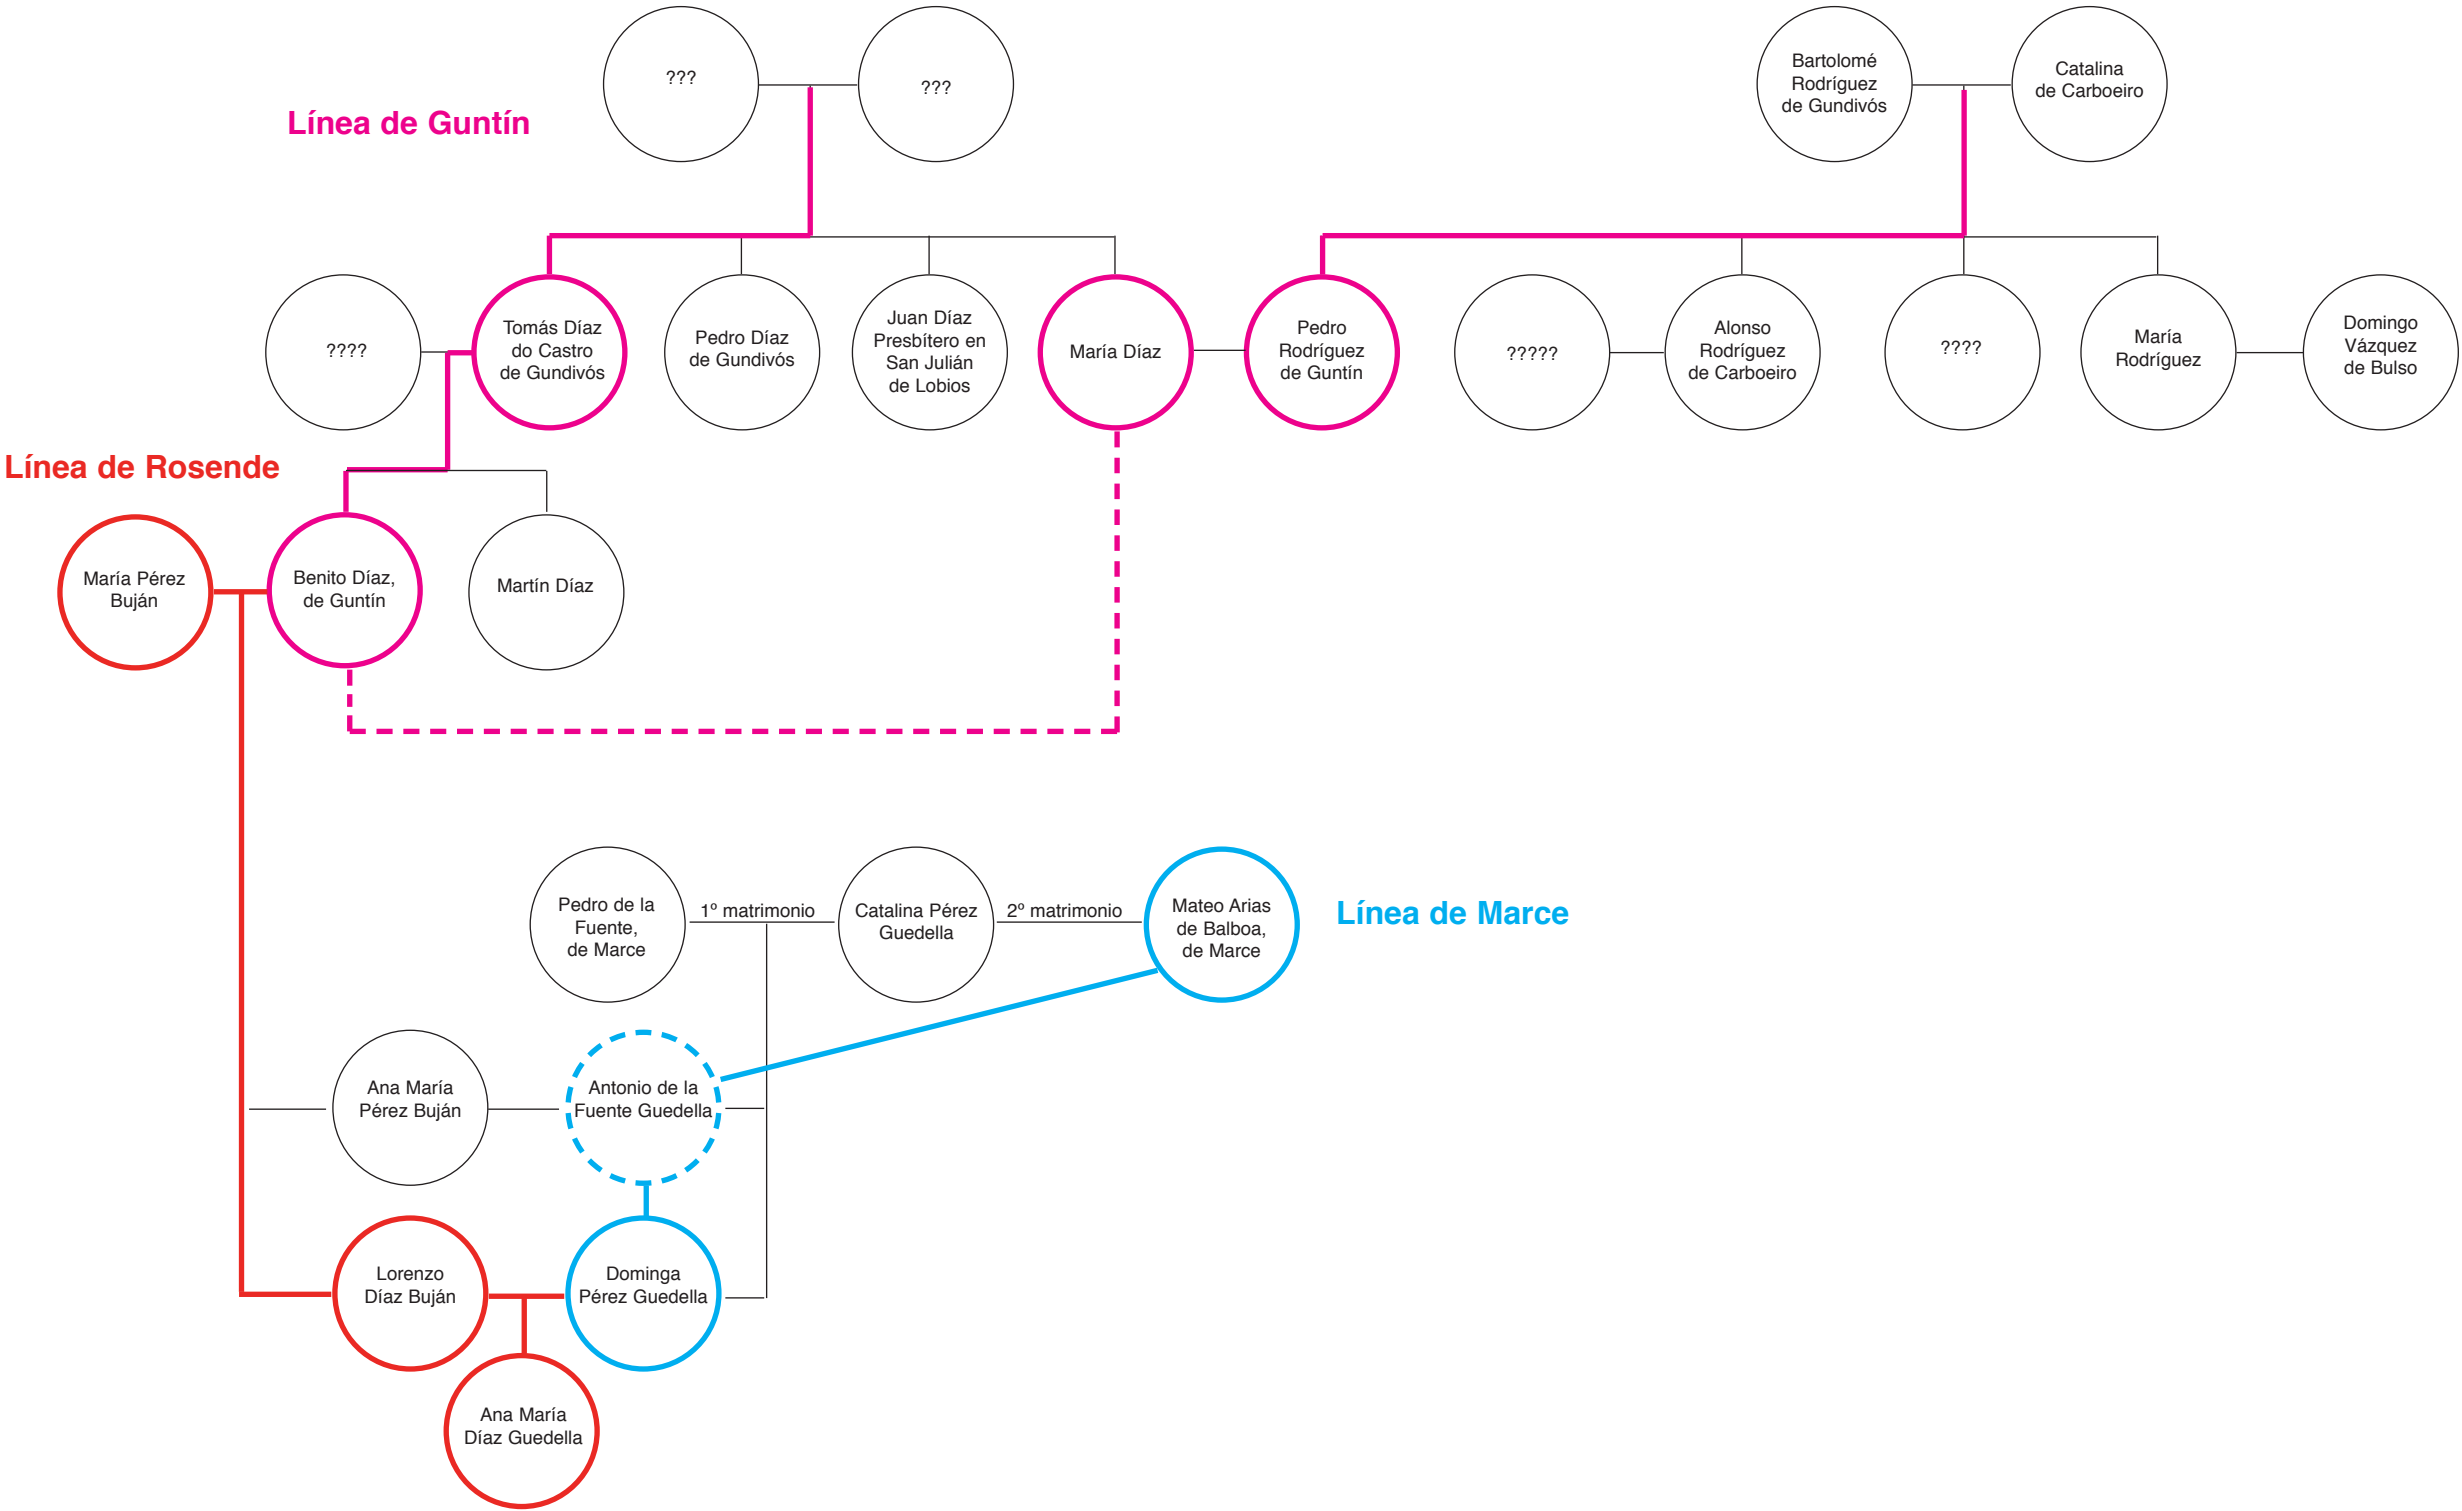 ???
???
Bartolomé
Rodríguez
de Gundivós
Catalina
de Carboeiro
Línea de Guntín
????
Tomás Díaz
do Castro
de Gundivós
Pedro Díaz
de Gundivós
Juan Díaz
Presbítero en
San Julián
de Lobios
María Díaz
Pedro
Rodríguez
de Guntín
?????
Alonso
Rodríguez
de Carboeiro
????
María
Rodríguez
Domingo
Vázquez
de Bulso
Línea de Rosende
María Pérez
Buján
Benito Díaz,
de Guntín
Martín Díaz
Pedro de la
Fuente,
de Marce
1º matrimonio
Catalina Pérez
Guedella
2º matrimonio
Mateo Arias
de Balboa,
de Marce
Línea de Marce
Ana María
Pérez Buján
Antonio de la
Fuente Guedella
Lorenzo
Díaz Buján
Dominga
Pérez Guedella
Ana María
Díaz Guedella